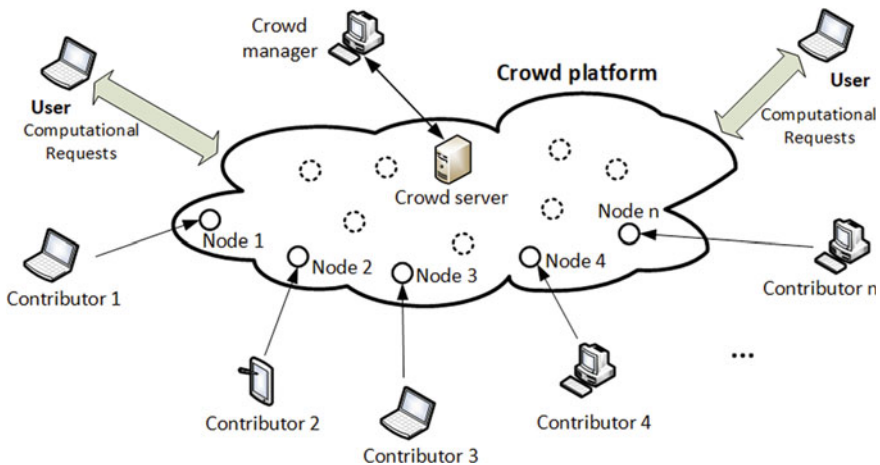 Crowd
manager
Crowd platform
User
Computational
Requests
User
Computational
Requests
Crowd server
Node 1
Node 2
Node 3
Node 4
Node n
Contributor 1
Contributor 2
Contributor 3
Contributor 4
...
Contributor n